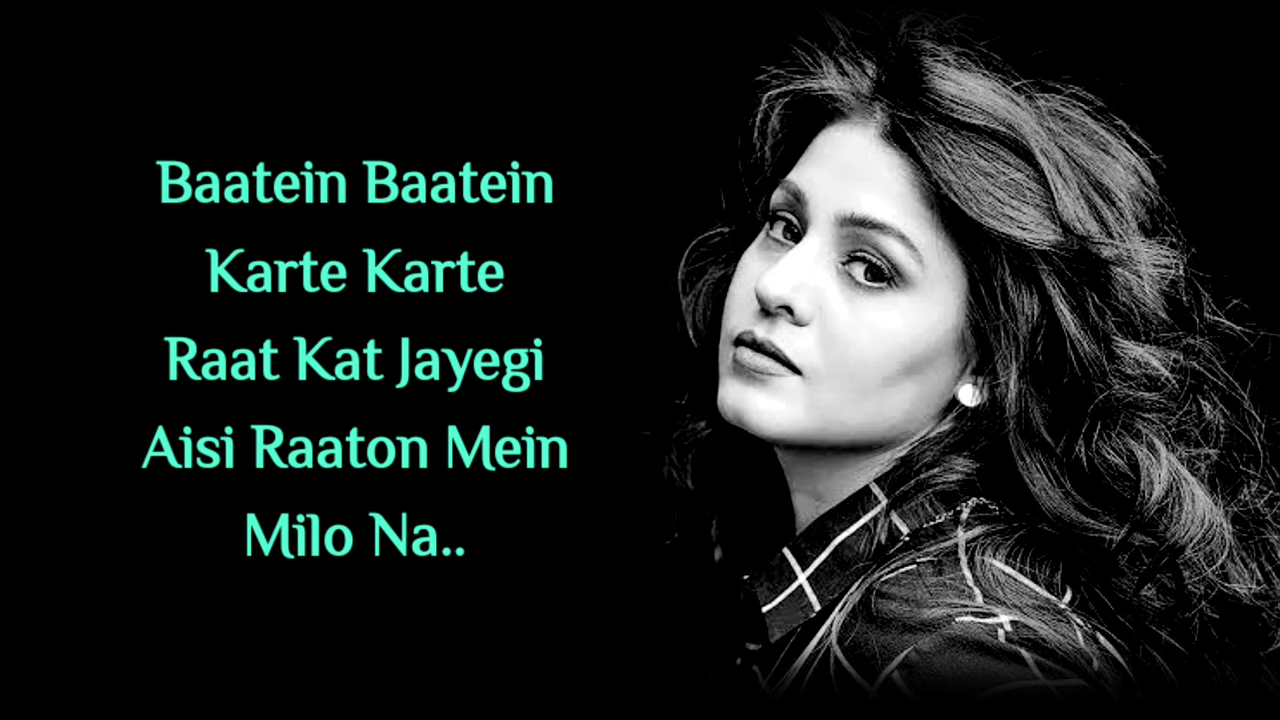 Baatein Baatein
Karte Karte
Raat Kat Jayegi
Aisi Raaton Mein
Milo Na..